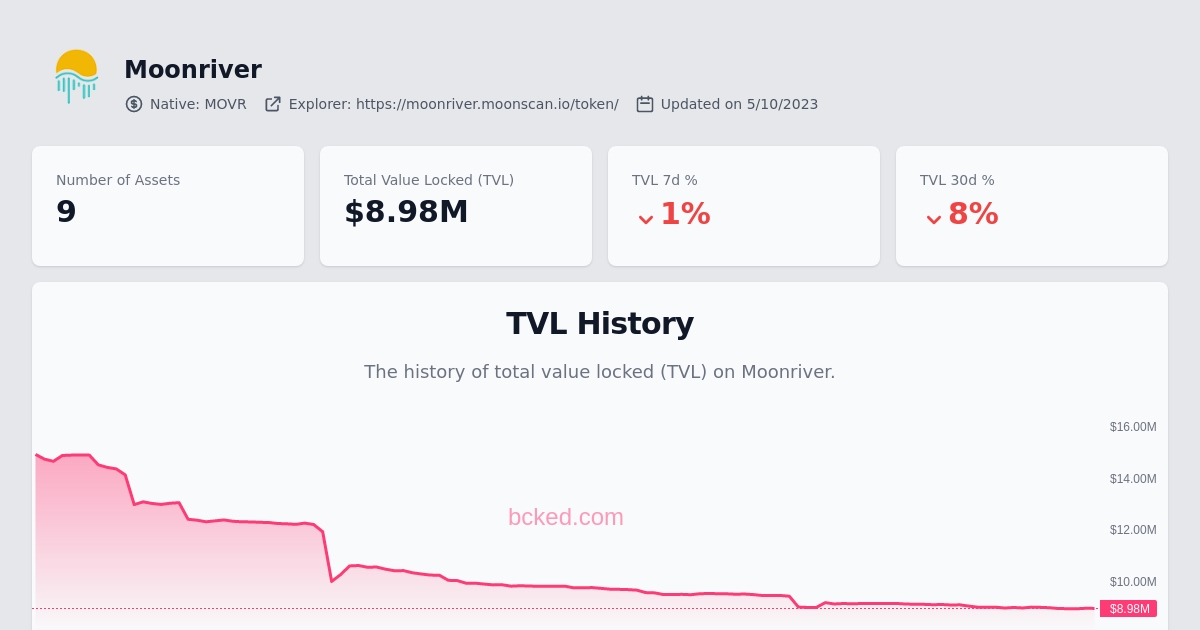 Moonriver
Native: MOVR Explorer: https://moonriver.moonscan.io/token/ Updated on 5/10/2023
Number of Assets
9
Total Value Locked (TVL)
$8.98M
TVL 7d %
1%
TVL 30d %
8%
TVL History
The history of total value locked (TVL) on Moonriver.
$16.00M
$14.00M
bcked.com
$12.00M
$10.00M
$8.98M